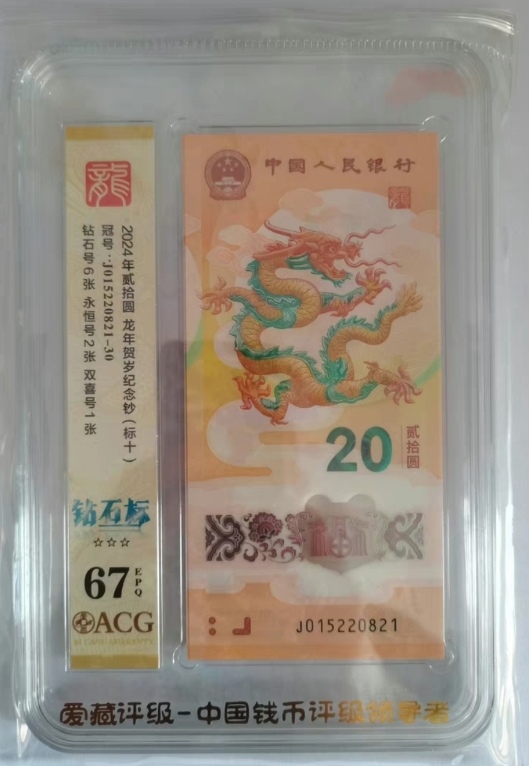 龍
2024年贰拾圆 龙年贺岁纪念钞(标十)
冠号:J015220821-30
钻石号6张 永恒号2张 双喜号1张
钻石标
☆☆☆
67 EPQ
ACG
中国人民银行
20
贰拾圆
J015220821
爱藏评级-中国钱币评级领导者